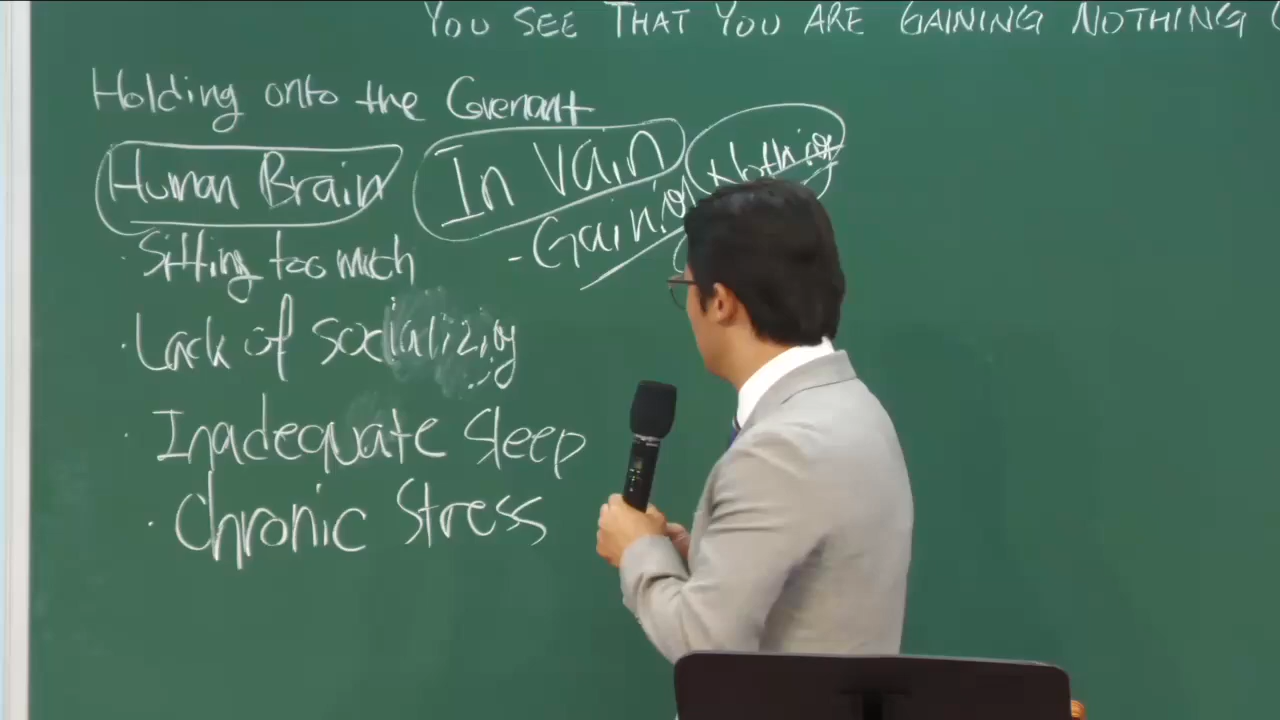 YOU SEE THAT YOU ARE GAINING NOTHING
Holding onto the Covenant
Human Brain
In Vain
- Gaining Nothing
· Sitting too much
· Lack of socializing
· Inadequate Sleep
· Chronic Stress